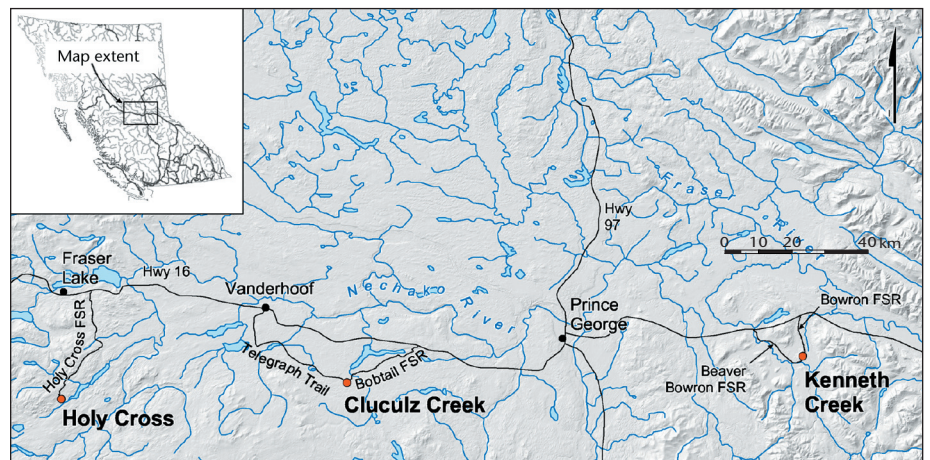 Map extent
Fraser River
Hwy
97
0 10 20 40 km
Fraser
Lake
Hwy 16
Vanderhoof
Nechako River
Prince
George
Bowron FSR
Holy Cross FSR
Telegraph Trail
Bobtail FSR
Beaver
Bowron FSR
Holy Cross
Cluculz Creek
Kenneth
Creek